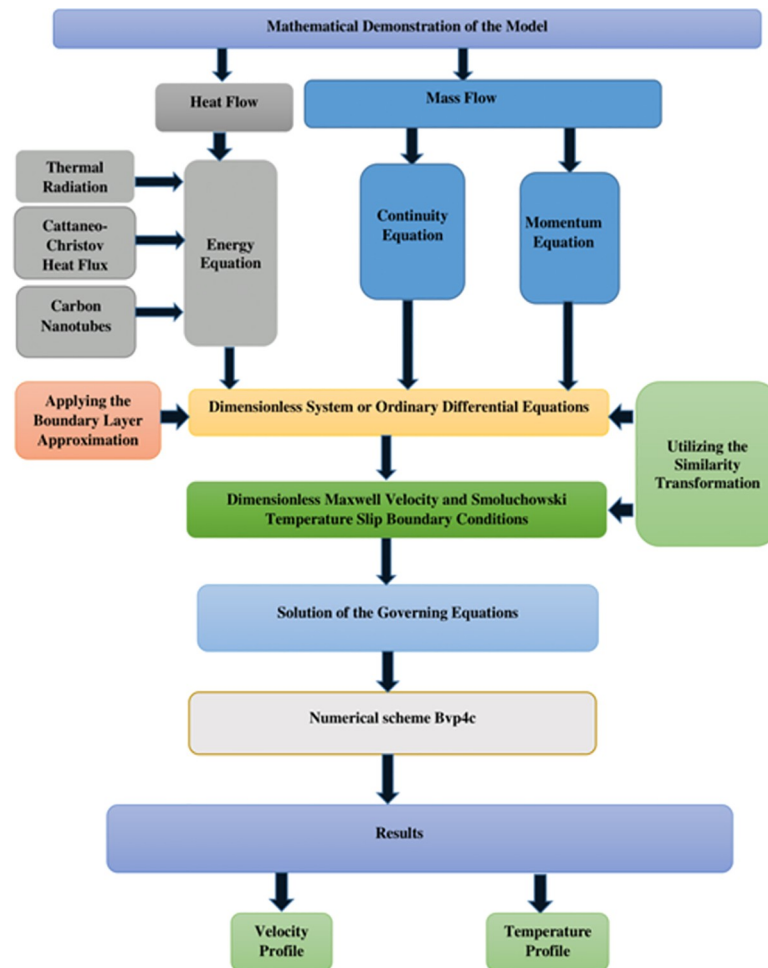 Mathematical Demonstration of the Model
Heat Flow
Mass Flow
Thermal
Radiation
Cattaneo-
Christov
Heat Flux
Carbon
Nanotubes
Energy
Equation
Continuity
Equation
Momentum
Equation
Applying the
Boundary Layer
Approximation
Dimensionless System or Ordinary Differential Equations
Utilizing the
Similarity
Transformation
Dimensionless Maxwell Velocity and Smoluchowski
Temperature Slip Boundary Conditions
Solution of the Governing Equations
Numerical scheme Bvp4c
Results
Velocity
Profile
Temperature
Profile